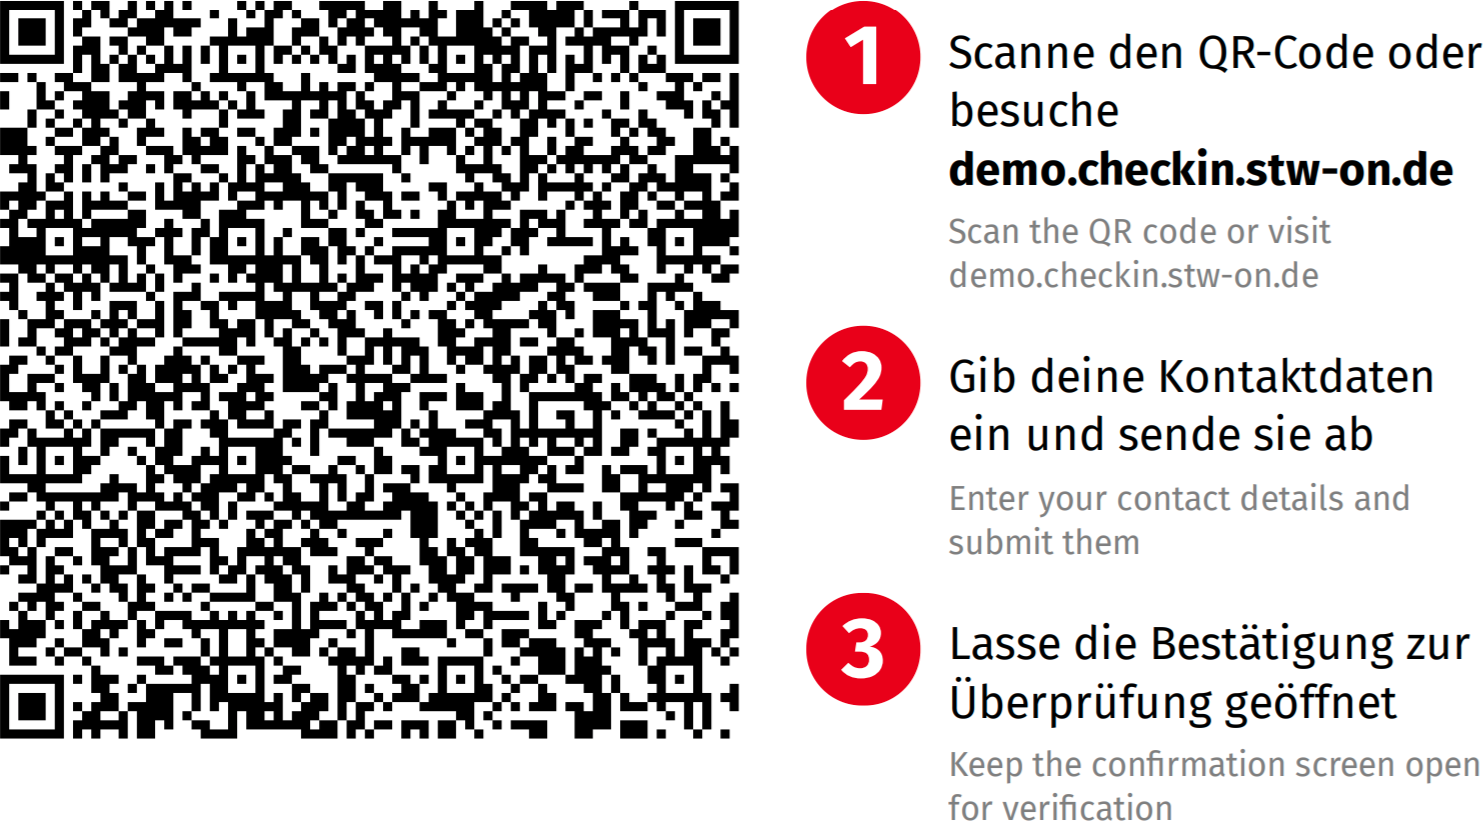 1
Scanne den QR-Code oder
besuche
demo.checkin.stw-on.de
Scan the QR code or visit
demo.checkin.stw-on.de
2
Gib deine Kontaktdaten
ein und sende sie ab
Enter your contact details and
submit them
3
Lasse die Bestätigung zur
Überprüfung geöffnet
Keep the confirmation screen open
for verification